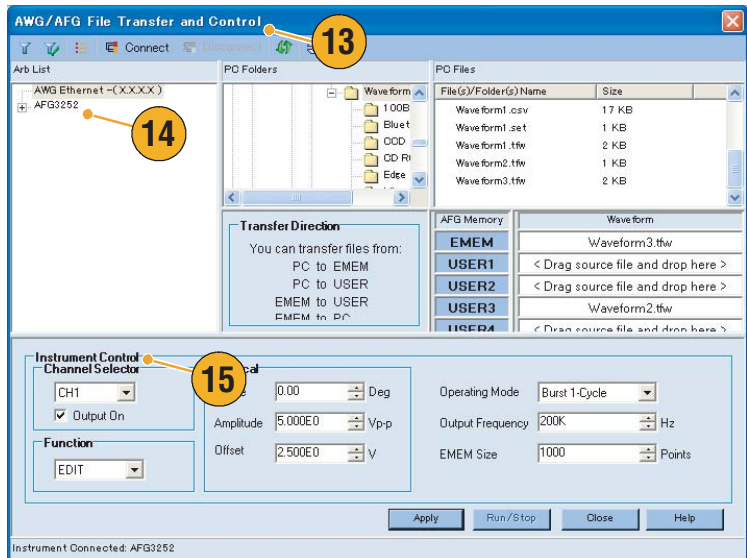 AWG/AFG File Transfer and Control
13
Connect
Disconnect
Arb List
PC Folders
PC Files
AWG Ethernet -(X.X.X.X )
AFG3252
14
Waveform
100B
Bluet
CCD
CD R
Edge
File(s)/Folder(s) Name
Size
Waveform1.csv
17 KB
Waveform1.set
1 KB
Waveform1.tfw
2 KB
Waveform2.tfw
1 KB
Waveform3.tfw
2 KB
Transfer Direction
You can transfer files from:
PC to EMEM
PC to USER
EMEM to USER
EMEM to PC
AFG Memory
Waveform
EMEM
Waveform3.tfw
USER1
< Drag source file and drop here >
USER2
< Drag source file and drop here >
USER3
Waveform2.tfw
USER4
< Drag source file and drop here >
Instrument Control
Channel Selector
CH1
Output On
Function
EDIT
15
cal
0.00
Deg
Amplitude
5.000E0
Vp-p
Offset
2.500E0
V
Operating Mode
Burst 1-Cycle
Output Frequency
200K
Hz
EMEM Size
1000
Points
Apply
Run/Stop
Close
Help
Instrument Connected: AFG3252